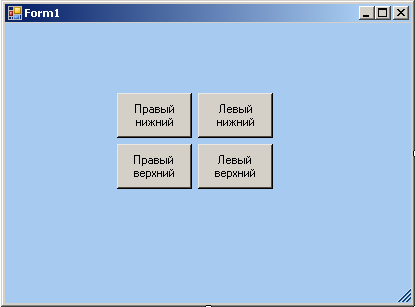 Form1
Правый
нижний
Левый
нижний
Правый
верхний
Левый
верхний